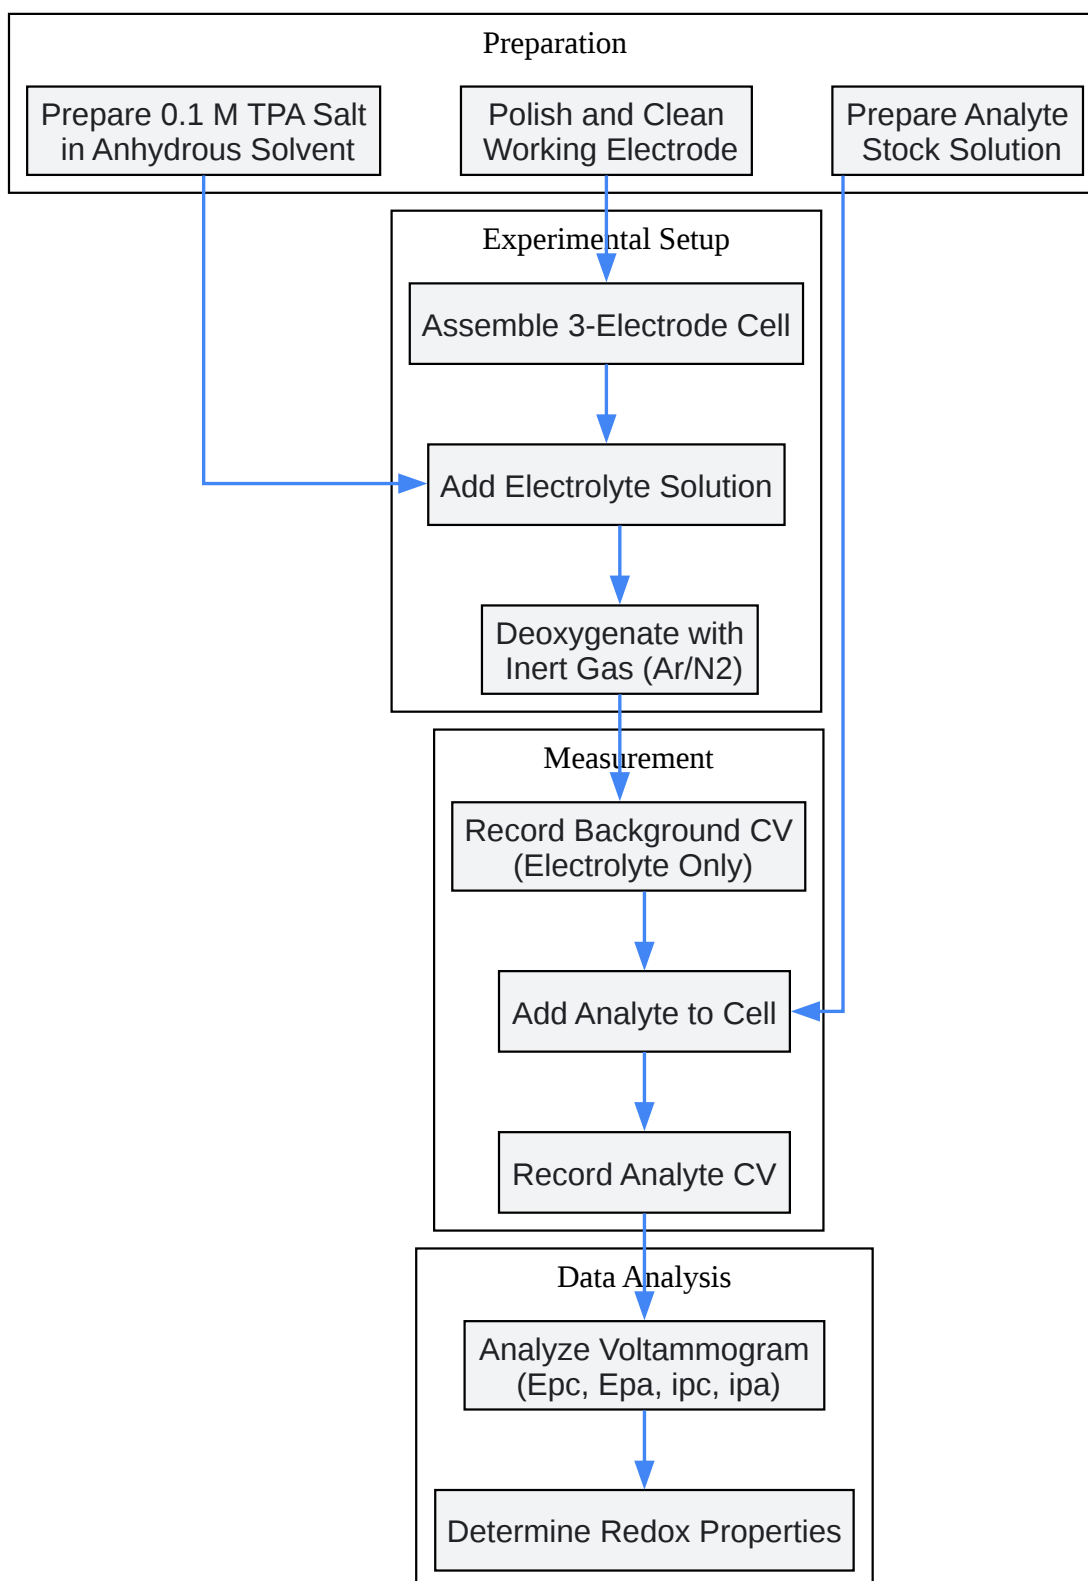 Preparation
Prepare 0.1 M TPA Salt
in Anhydrous Solvent
Polish and Clean
Working Electrode
Prepare Analyte
Stock Solution
Experimental Setup
Assemble 3-Electrode Cell
Add Electrolyte Solution
Deoxygenate with
Inert Gas (Ar/N2)
Measurement
Record Background CV
(Electrolyte Only)
Add Analyte to Cell
Record Analyte CV
Data Analysis
Analyze Voltammogram
(Epc, Epa, ipc, ipa)
Determine Redox Properties